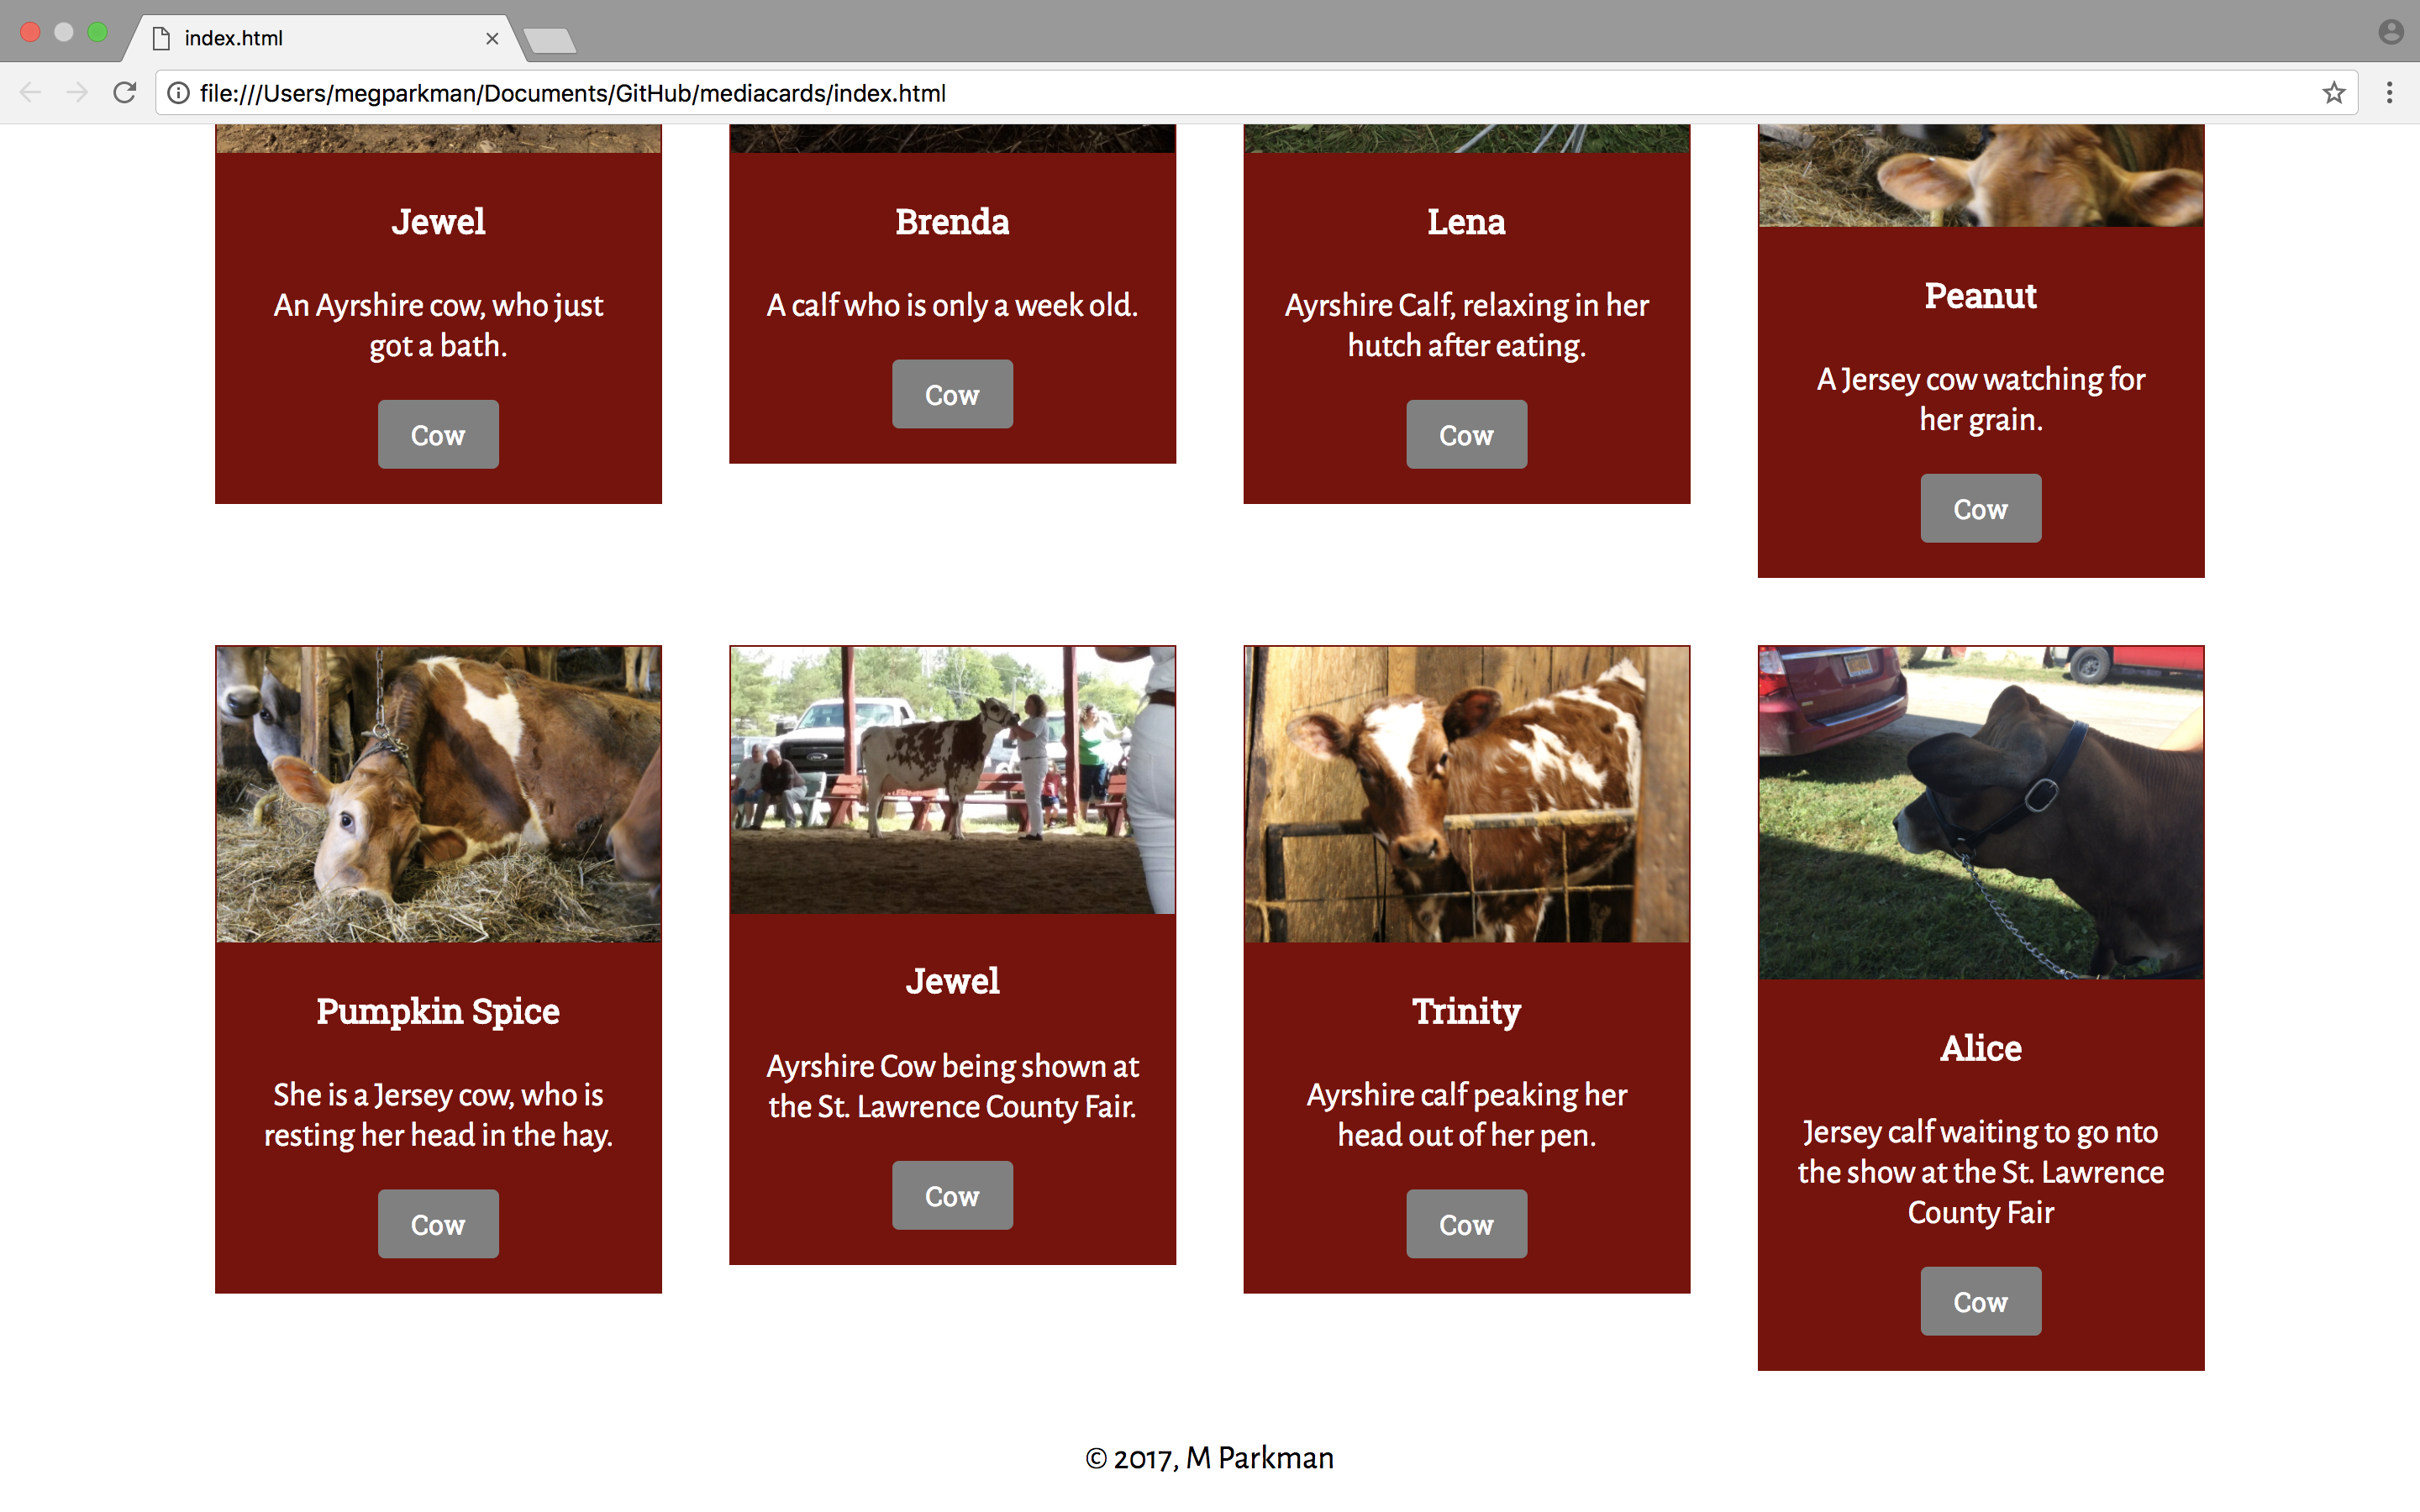 index.html
file:///Users/megparkman/Documents/GitHub/mediacards/index.html
Jewel
An Ayrshire cow, who just
got a bath.
Cow
Brenda
A calf who is only a week old.
Cow
Lena
Ayrshire Calf, relaxing in her
hutch after eating.
Cow
Peanut
A Jersey cow watching for
her grain.
Cow
Pumpkin Spice
She is a Jersey cow, who is
resting her head in the hay.
Cow
Jewel
Ayrshire Cow being shown at
the St. Lawrence County Fair.
Cow
Trinity
Ayrshire calf peaking her
head out of her pen.
Cow
Alice
Jersey calf waiting to go nto
the show at the St. Lawrence
County Fair
Cow
© 2017, M Parkman